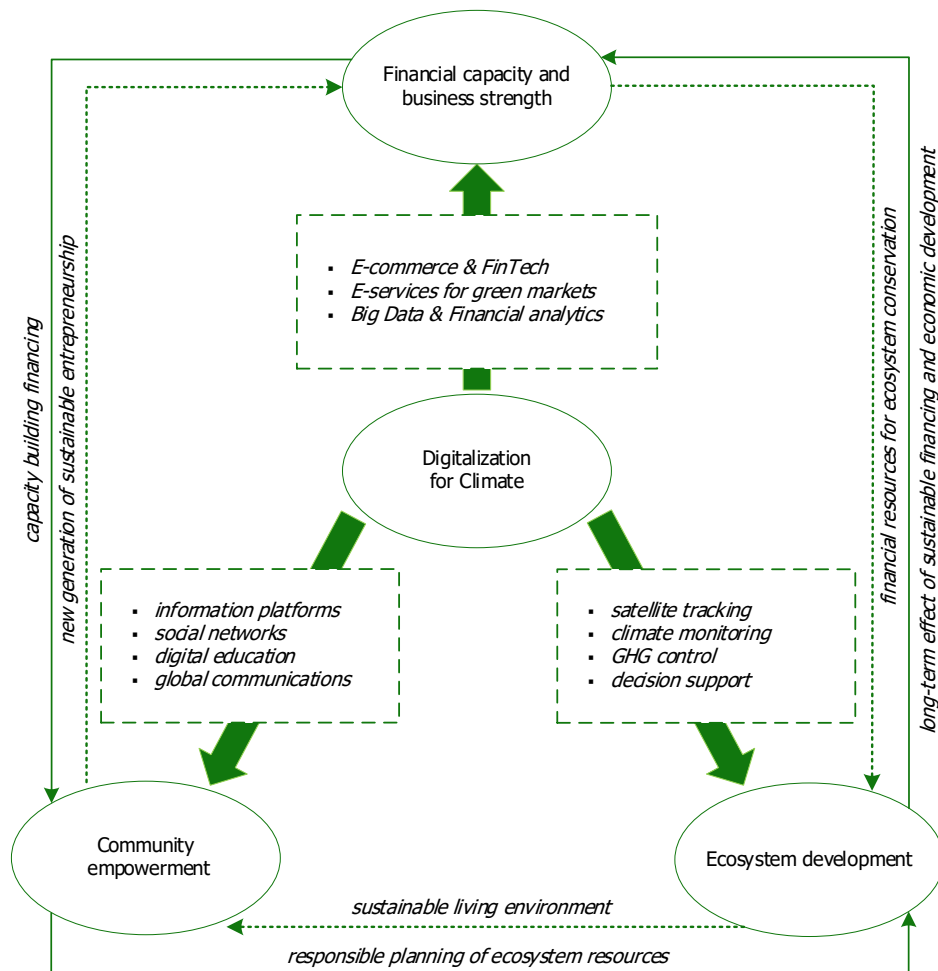 Financial capacity and
business strength
▪ E-commerce & FinTech
▪ E-services for green markets
▪ Big Data & Financial analytics
capacity building financing
new generation of sustainable entrepreneurship
financial resources for ecosystem conservation
long-term effect of sustainable financing and economic development
Digitalization
for Climate
▪ information platforms
▪ social networks
▪ digital education
▪ global communications
▪ satellite tracking
▪ climate monitoring
▪ GHG control
▪ decision support
Community
empowerment
Ecosystem development
sustainable living environment
responsible planning of ecosystem resources